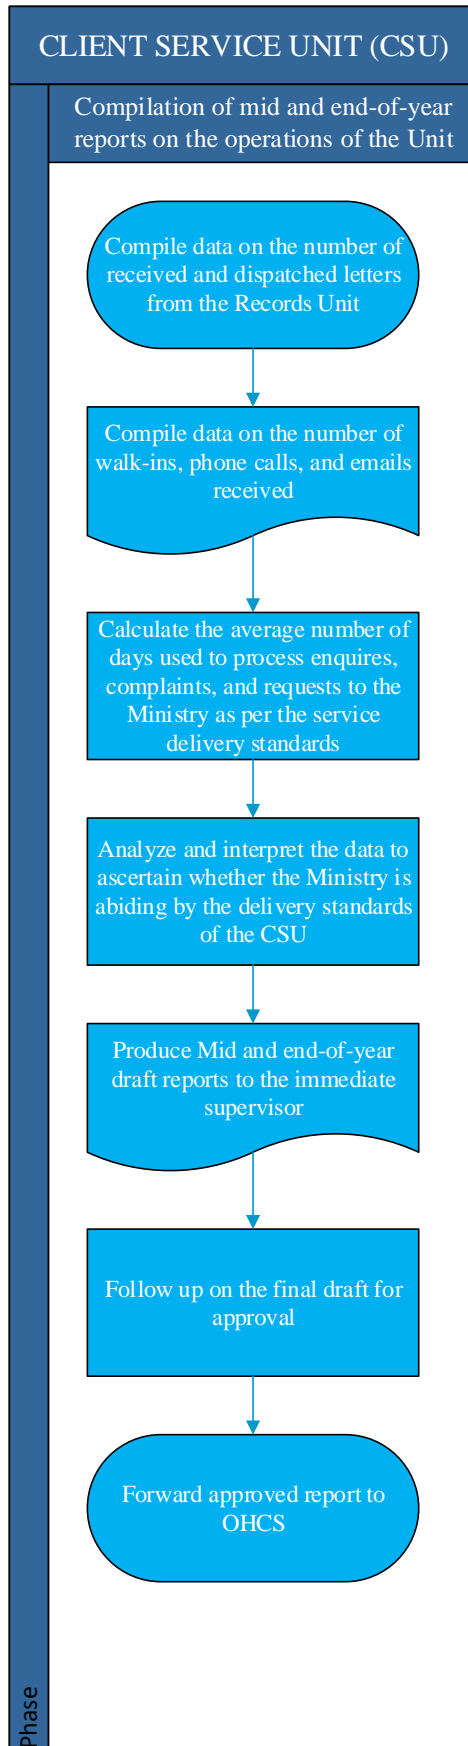 CLIENT SERVICE UNIT (CSU)
Compilation of mid and end-of-year
reports on the operations of the Unit
Compile data on the number of
received and dispatched letters
from the Records Unit
Compile data on the number of
walk-ins, phone calls, and emails
received
Calculate the average number of
days used to process enquires,
complaints, and requests to the
Ministry as per the service
delivery standards
Analyze and interpret the data to
ascertain whether the Ministry is
abiding by the delivery standards
of the CSU
Produce Mid and end-of-year
draft reports to the immediate
supervisor
Follow up on the final draft for
approval
Forward approved report to
OHCS
Phase